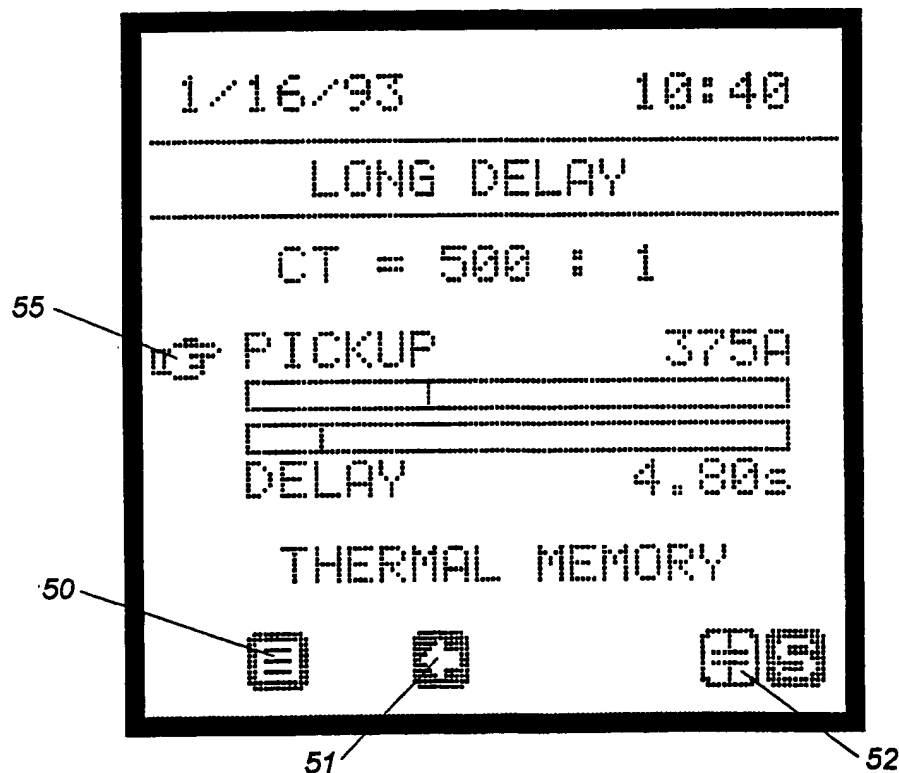 1/16/93 10:40
LONG DELAY
CT = 500 : 1
55
PICKUP 375A
DELAY 4.80s
THERMAL MEMORY
50
51
52